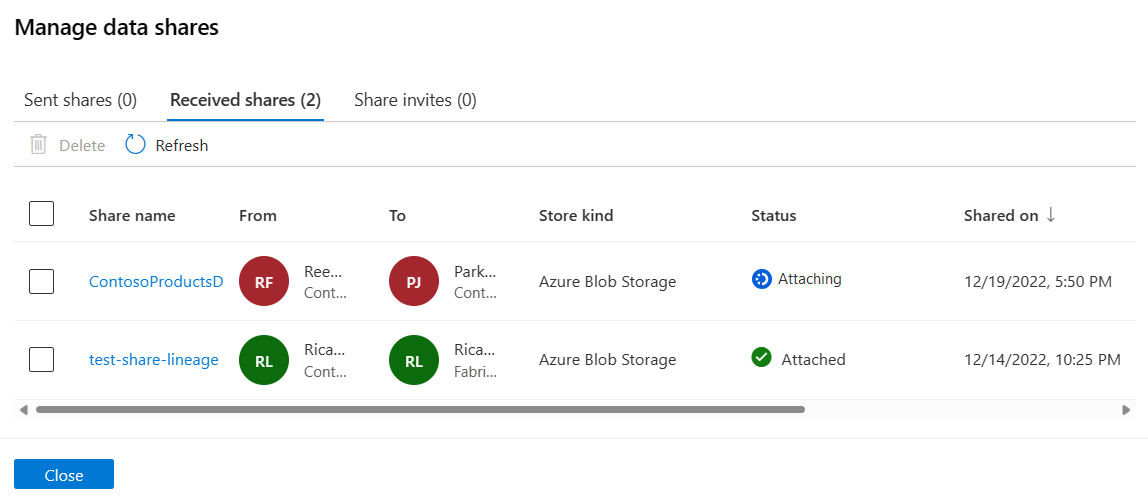 Manage data shares
Sent shares (0) Received shares (2) Share invites (0)
Delete Refresh
Share name From To Store kind Status Shared on
RF Ree... PJ Park...
ContosoProductsD Azure Blob Storage Attaching 12/19/2022, 5:50 PM
Cont... Cont...
RL Rica... RL Rica...
test-share-lineage Azure Blob Storage Attached 12/14/2022, 10:25 PM
Cont... Fabri...
Close